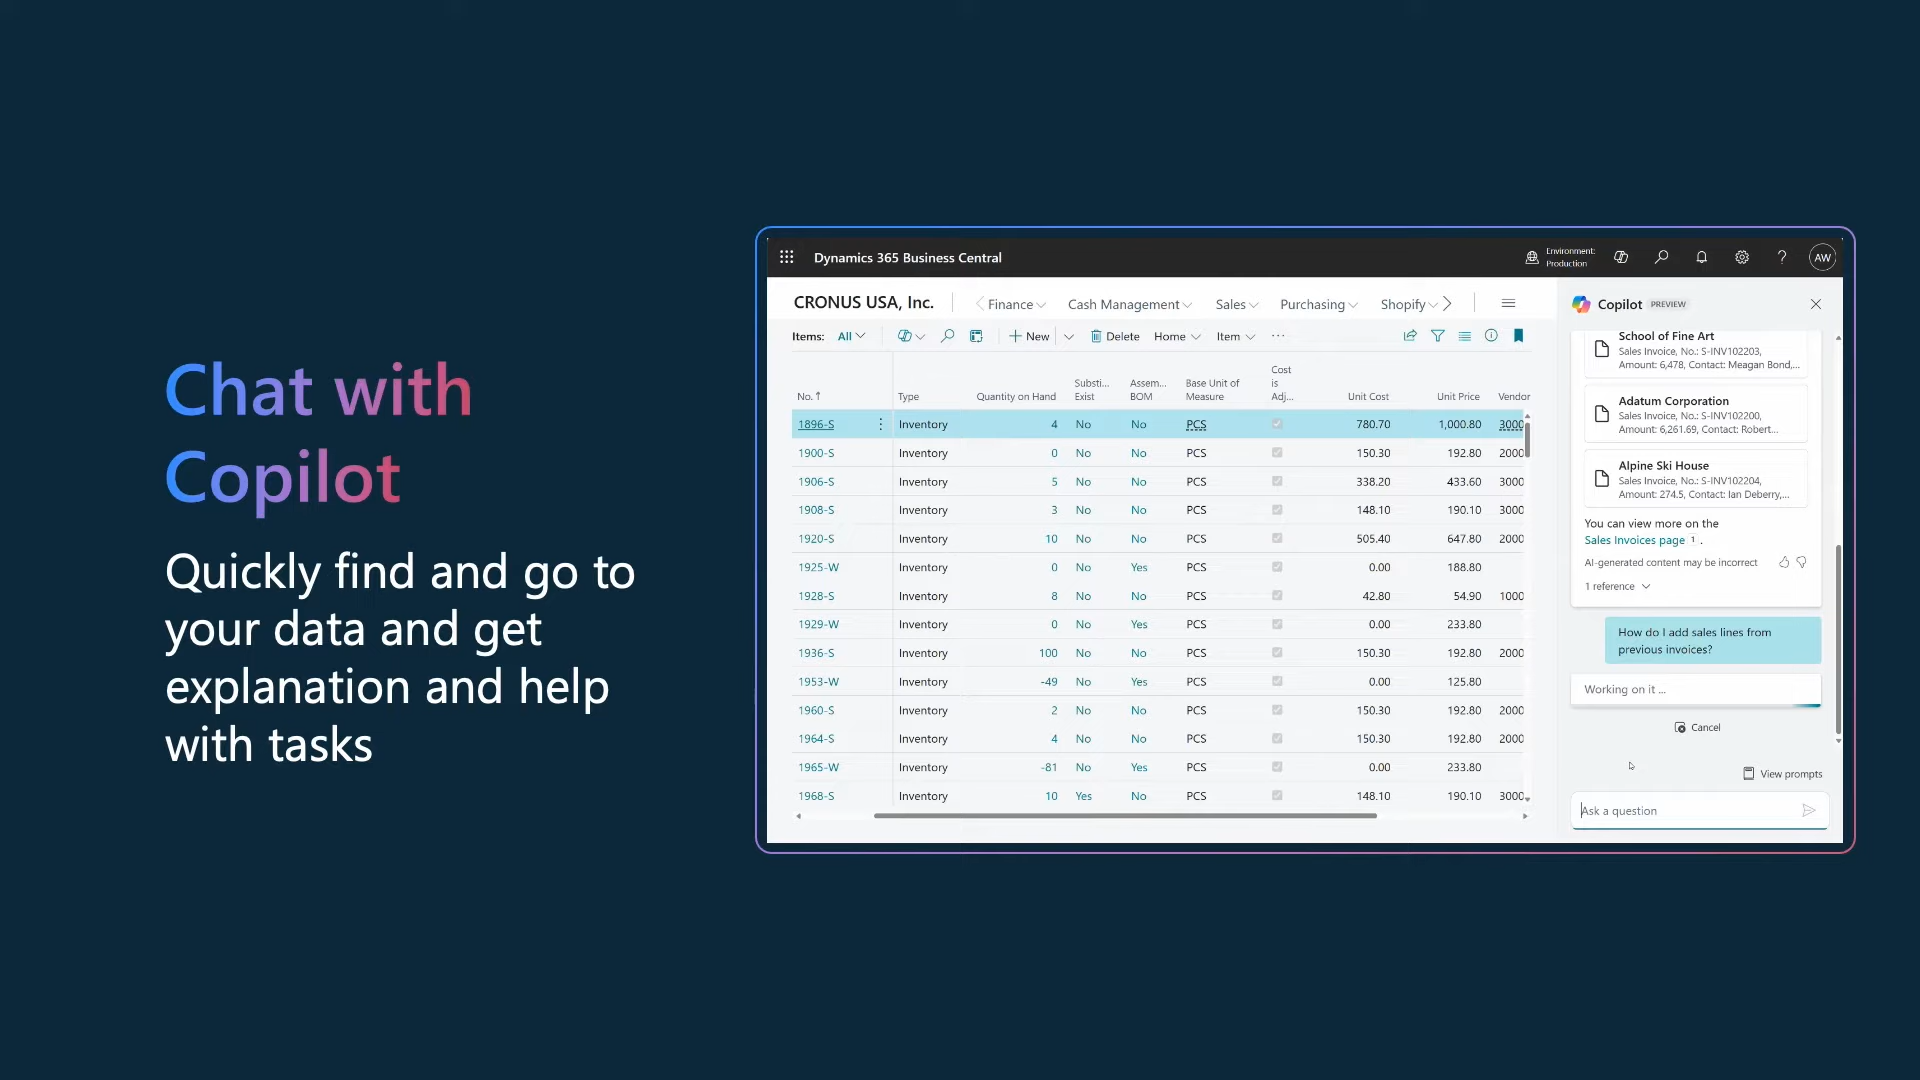 Chat with
Copilot
Quickly find and go to
your data and get
explanation and help
with tasks
Dynamics 365 Business Central
Environment:
Production
AW
CRONUS USA, Inc.
Finance
Cash Management
Sales
Purchasing
Shopify
Items: All
New
Delete
Home
Item
No. ↑ Type Quantity on Hand Substi... Exist Assem... BOM Base Unit of Measure Cost is Adj... Unit Cost Unit Price Vendor
1896-S Inventory 4 No No PCS 780.70 1,000.80 3000
1900-S Inventory 0 No No PCS 150.30 192.80 2000
1906-S Inventory 5 No No PCS 338.20 433.60 3000
1908-S Inventory 3 No No PCS 148.10 190.10 3000
1920-S Inventory 10 No No PCS 505.40 647.80 2000
1925-W Inventory 0 No Yes PCS 0.00 188.80
1928-S Inventory 8 No No PCS 42.80 54.90 1000
1929-W Inventory 0 No Yes PCS 0.00 233.80
1936-S Inventory 100 No No PCS 150.30 192.80 2000
1953-W Inventory -49 No Yes PCS 0.00 125.80
1960-S Inventory 2 No No PCS 150.30 192.80 2000
1964-S Inventory 4 No No PCS 150.30 192.80 2000
1965-W Inventory -81 No Yes PCS 0.00 233.80
1968-S Inventory 10 Yes No PCS 148.10 190.10 3000
Copilot PREVIEW
School of Fine Art
Sales Invoice, No.: S-INV102203,
Amount: 6,478, Contact: Meagan Bond,...
Adatum Corporation
Sales Invoice, No.: S-INV102200,
Amount: 6,261.69, Contact: Robert...
Alpine Ski House
Sales Invoice, No.: S-INV102204,
Amount: 274.5, Contact: Ian Deberry,...
You can view more on the
Sales Invoices page 1 .
AI-generated content may be incorrect
1 reference
How do I add sales lines from
previous invoices?
Working on it ...
Cancel
View prompts
Ask a question